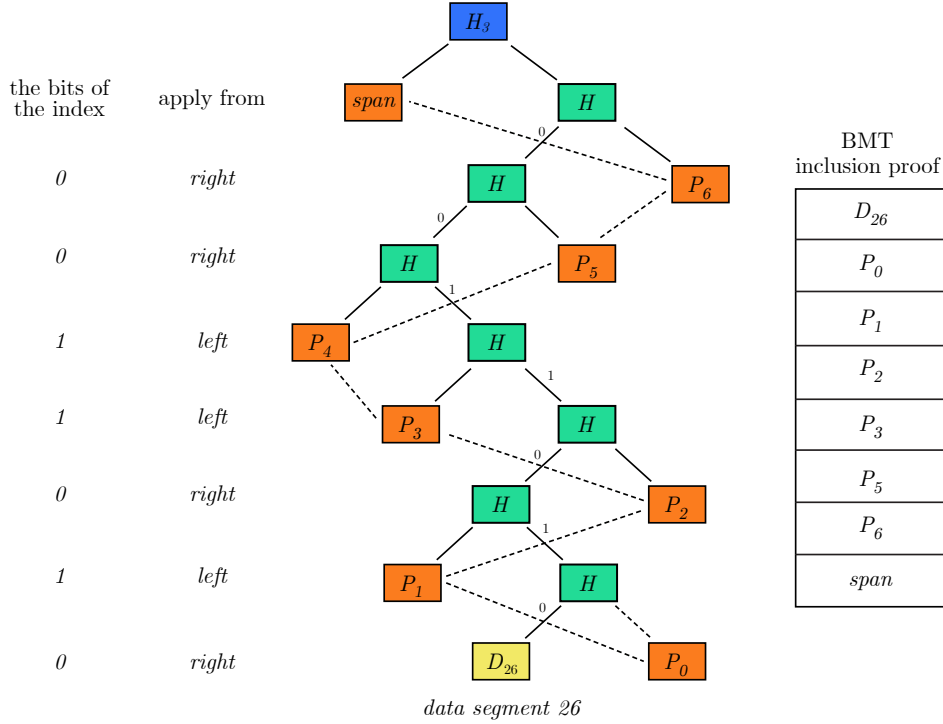 H₃
the bits of
the index
apply from
span
H
0
0
right
H
P₆
0
0
right
H
P₅
1
1
left
P₄
H
1
1
left
P₃
H
0
0
right
H
P₂
1
1
left
P₁
H
0
0
right
D₂₆
P₀
data segment 26
BMT
inclusion proof
D₂₆
P₀
P₁
P₂
P₃
P₅
P₆
span